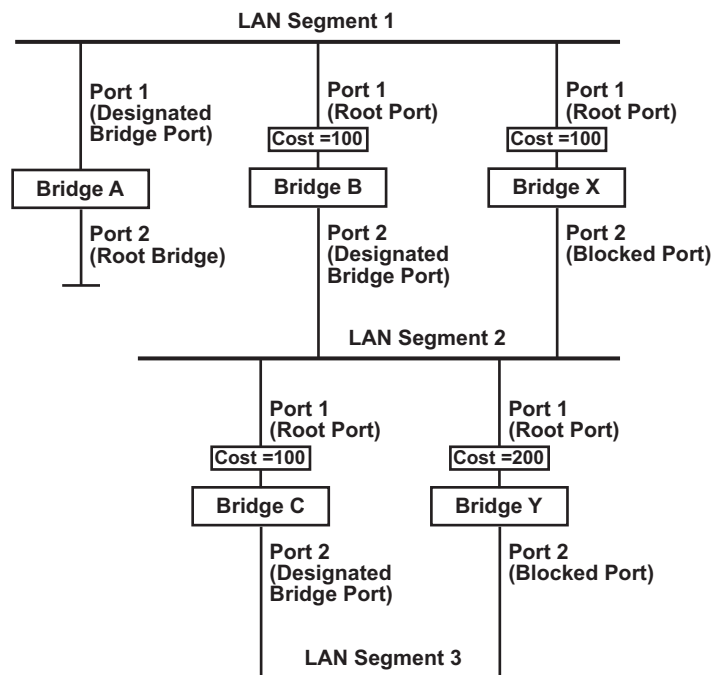 LAN Segment 1
Port 1
(Designated
Bridge Port)
Port 1
(Root Port)
Cost =100
Port 1
(Root Port)
Cost =100
Bridge A
Bridge B
Bridge X
Port 2
(Root Bridge)
Port 2
(Designated
Bridge Port)
Port 2
(Blocked Port)
LAN Segment 2
Port 1
(Root Port)
Cost =100
Port 1
(Root Port)
Cost =200
Bridge C
Bridge Y
Port 2
(Designated
Bridge Port)
Port 2
(Blocked Port)
LAN Segment 3